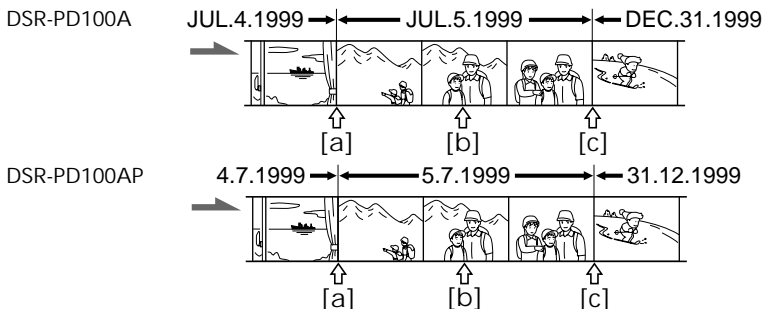 DSR-PD100A JUL.4.1999 JUL.5.1999 DEC.31.1999
[a] [b] [c]
DSR-PD100AP 4.7.1999 5.7.1999 31.12.1999
[a] [b] [c]